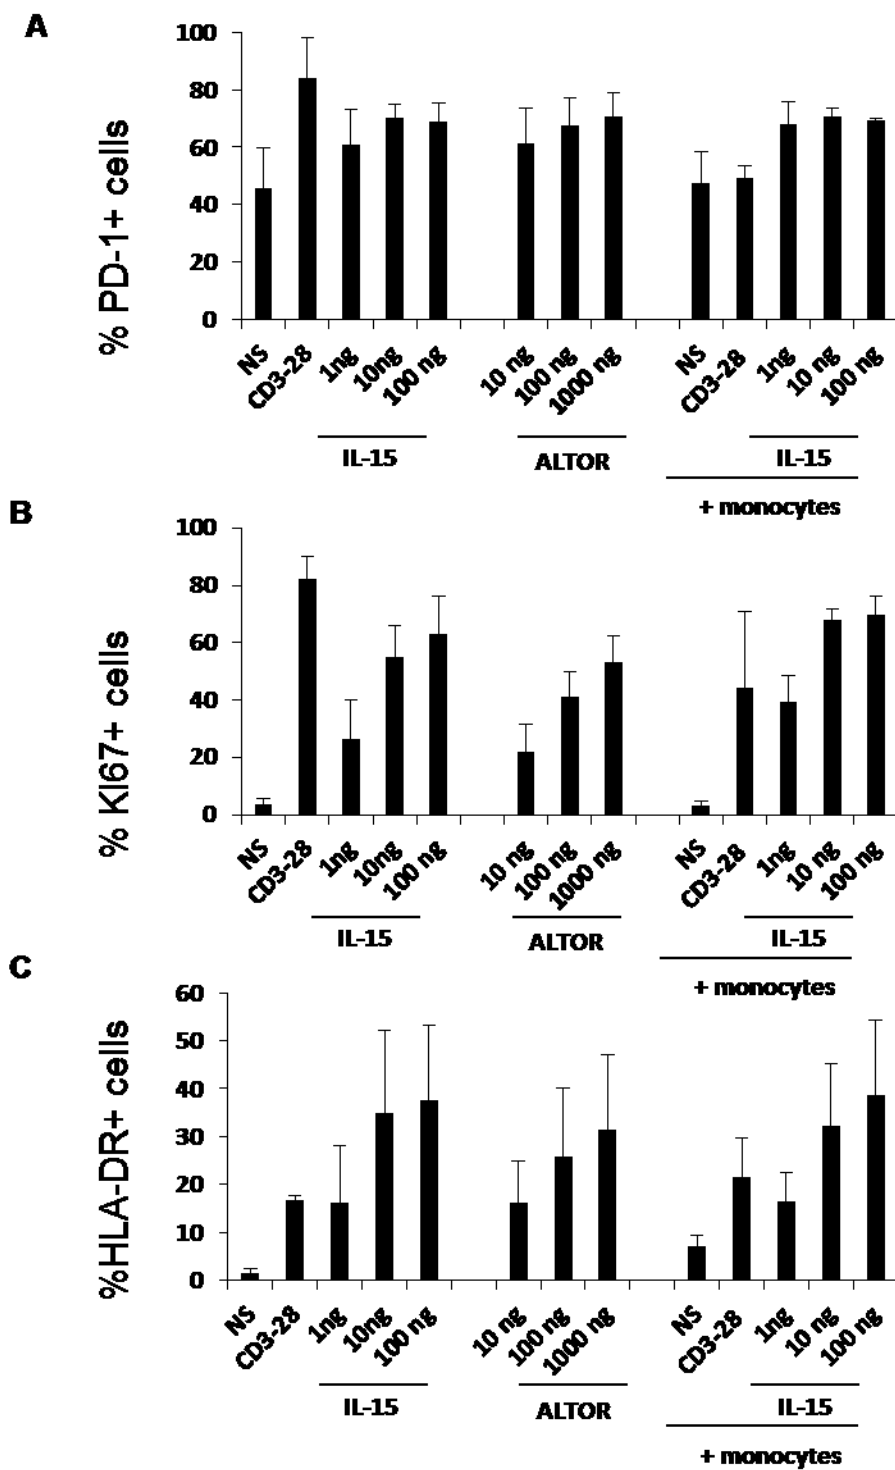 A
% PD-1+ cells
100
80
60
40
20
0
NS
CD3-28
1ng
10ng
100 ng
10 ng
100 ng
1000 ng
NS
CD3-28
1ng
10 ng
100 ng
IL-15
ALTOR
IL-15
+ monocytes
B
% KI67+ cells
100
80
60
40
20
0
NS
CD3-28
1ng
10ng
100 ng
10 ng
100 ng
1000 ng
NS
CD3-28
1ng
10 ng
100 ng
IL-15
ALTOR
IL-15
+ monocytes
C
%HLA-DR+ cells
60
50
40
30
20
10
0
NS
CD3-28
1ng
10ng
100 ng
10 ng
100 ng
1000 ng
NS
CD3-28
1ng
10 ng
100 ng
IL-15
ALTOR
IL-15
+ monocytes